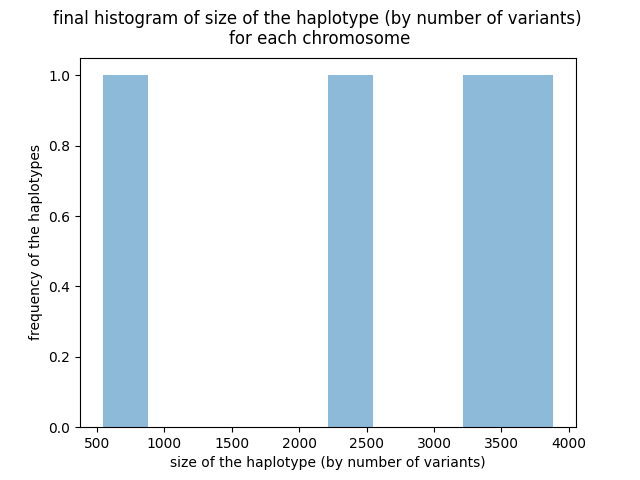 final histogram of size of the haplotype (by number of variants)
for each chromosome
1.0
0.8
0.6
0.4
0.2
0.0
frequency of the haplotypes
500 1000 1500 2000 2500 3000 3500 4000
size of the haplotype (by number of variants)